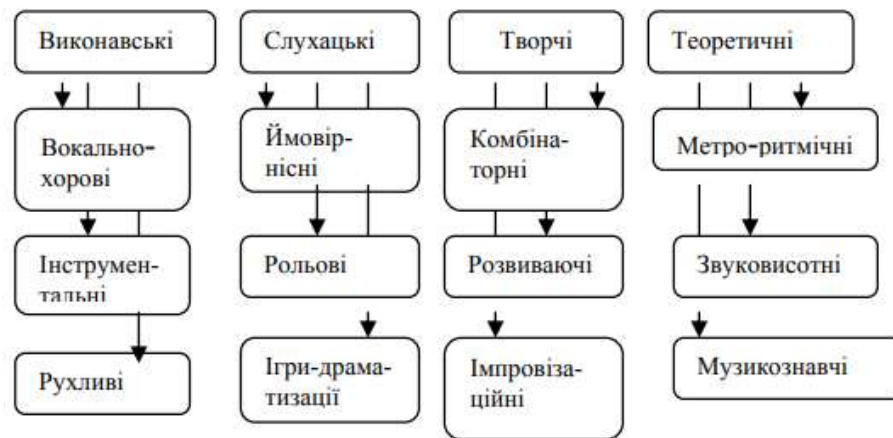 Виконавські
Слухацькі
Творчі
Теоретичні
Вокально-
хорові
Ймовір-
нісні
Комбіна-
торні
Метро-ритмічні
Інструмен-
тальні
Рольові
Розвиваючі
Звуковисотні
Рухливі
Ігри-драма-
тизації
Імпровіза-
ційні
Музикознавчі